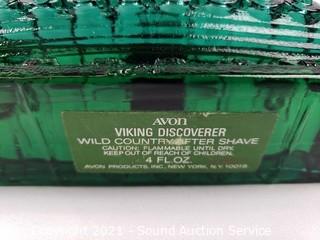 AVON
VIKING DISCOVERER
WILD COUNTRY AFTER SHAVE
CAUTION: FLAMMABLE UNTIL DRY.
KEEP OUT OF REACH OF CHILDREN.
4 FL. OZ.
AVON PRODUCTS, INC., NEW YORK, N.Y. 10019
Copyright 2021 - Sound Auction Service